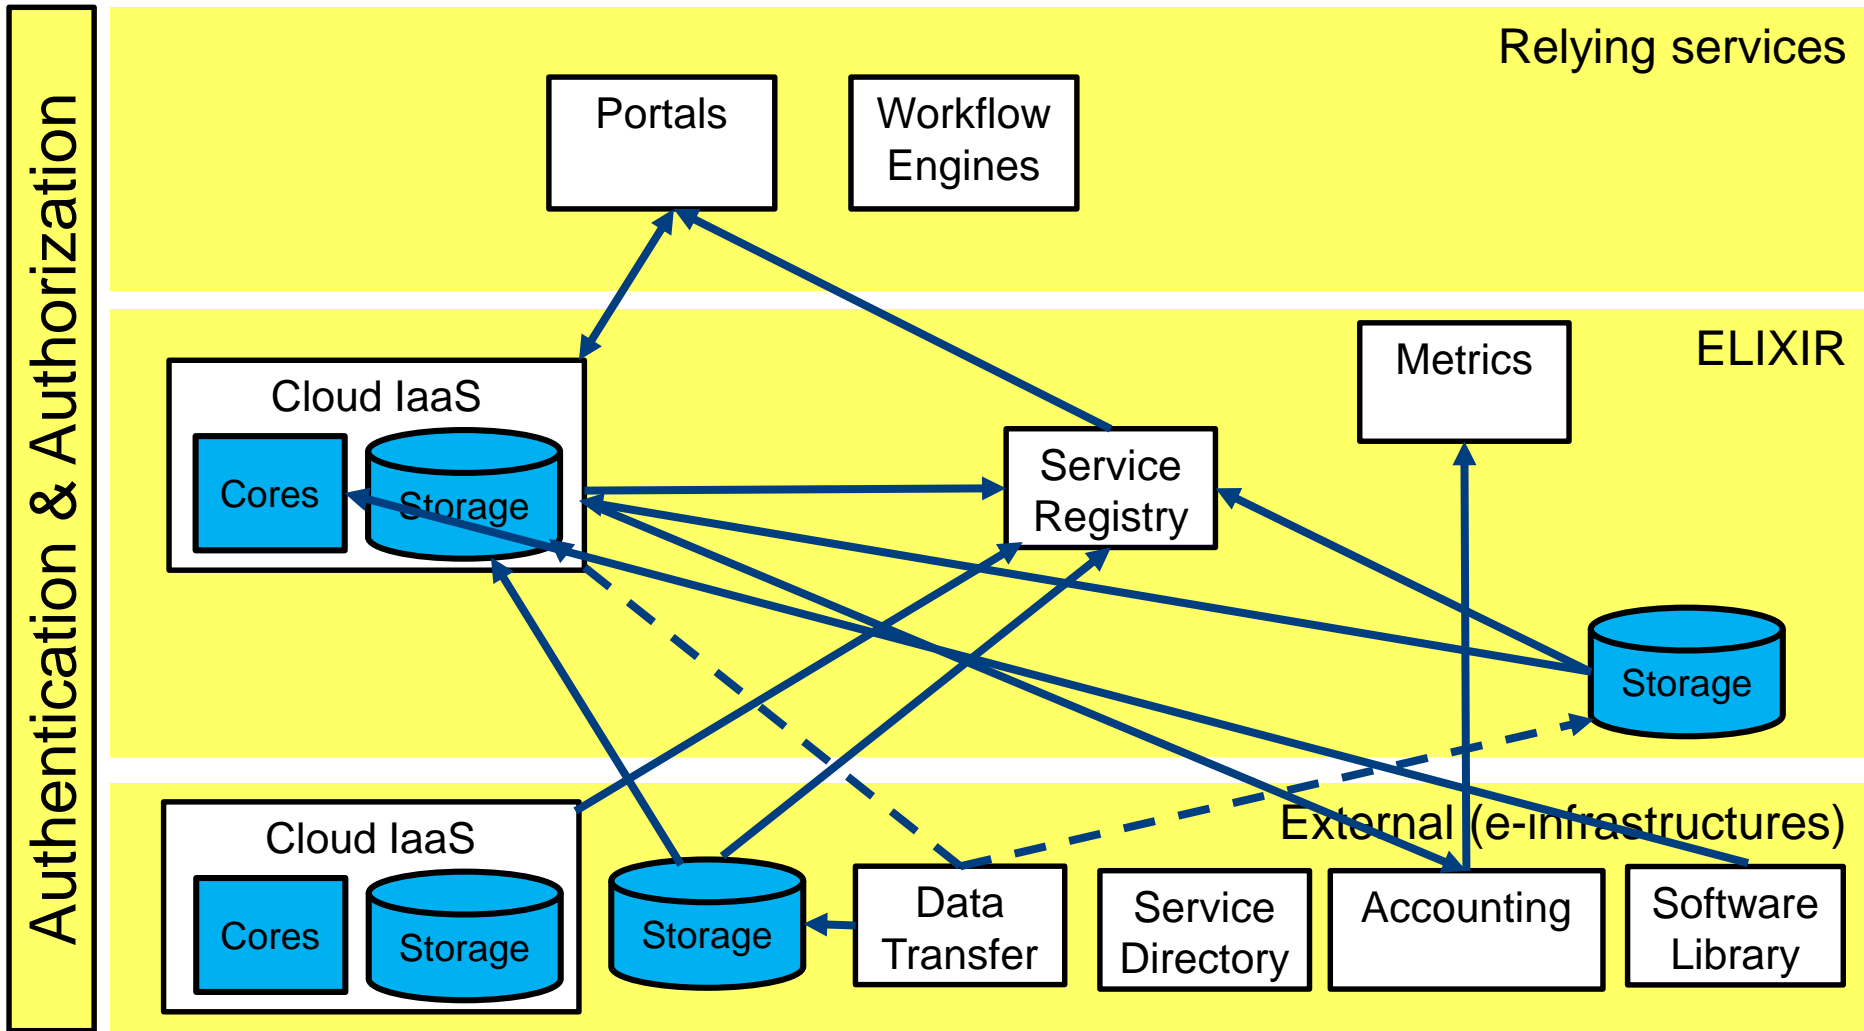 Authentication & Authorization
Relying services
Portals
Workflow
Engines
ELIXIR
Metrics
Cloud IaaS
Cores
Storage
Service
Registry
Storage
External (e-infrastructures)
Cloud IaaS
Cores
Storage
Storage
Data
Transfer
Service
Directory
Accounting
Software
Library